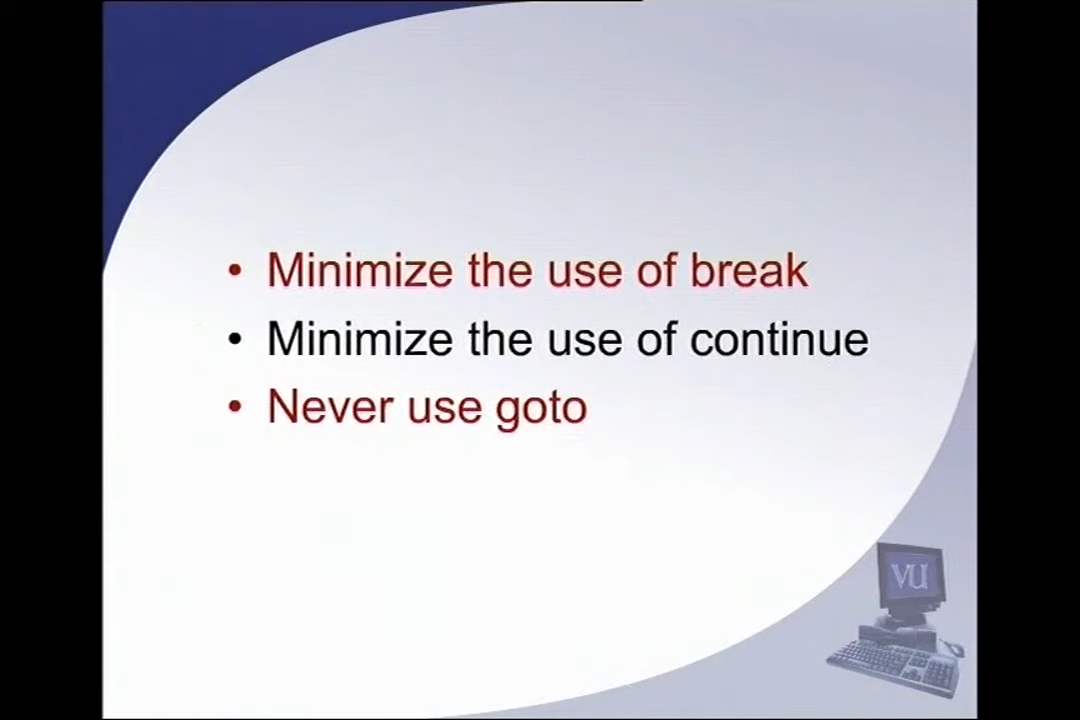 • Minimize the use of break
• Minimize the use of continue
• Never use goto
VU